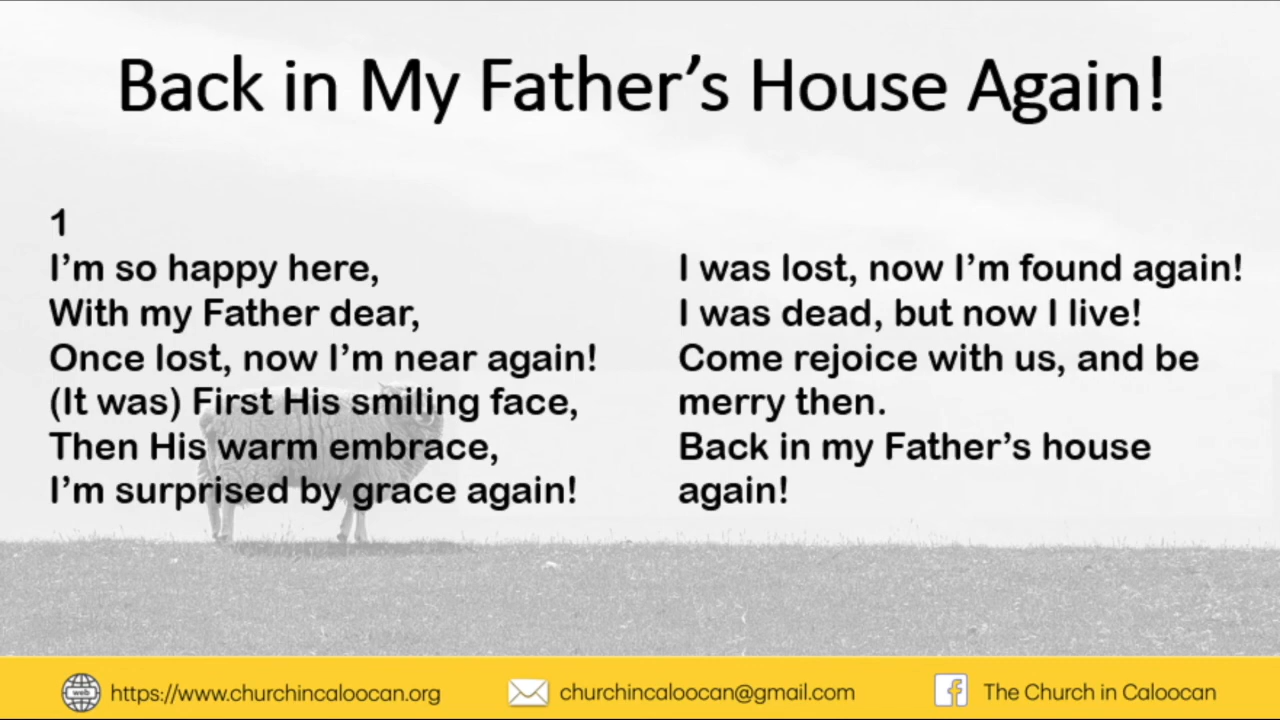 Back in My Father’s House Again!
1
I’m so happy here,
With my Father dear,
Once lost, now I’m near again!
(It was) First His smiling face,
Then His warm embrace,
I’m surprised by grace again!
I was lost, now I’m found again!
I was dead, but now I live!
Come rejoice with us, and be
merry then.
Back in my Father’s house
again!
web
https://www.churchincaloocan.org
churchincaloocan@gmail.com
The Church in Caloocan